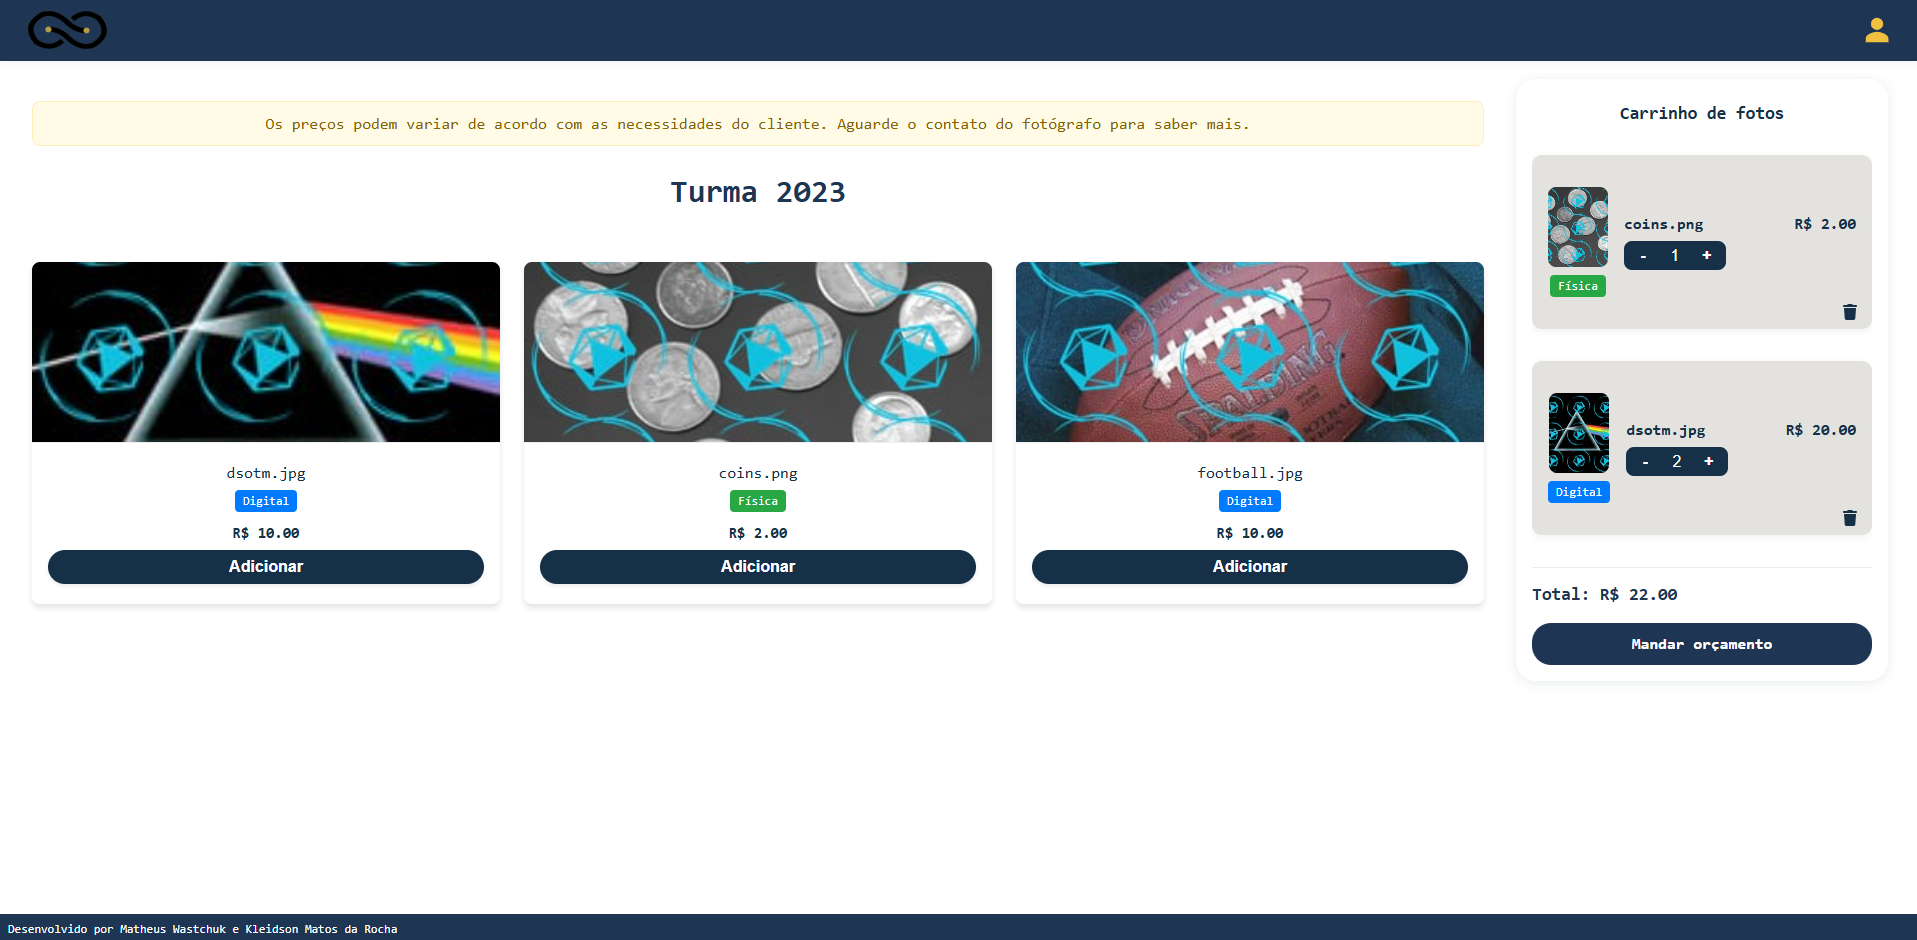 Os preços podem variar de acordo com as necessidades do cliente. Aguarde o contato do fotógrafo para saber mais.
Turma 2023
dsotm.jpg
Digital
R$ 10.00
Adicionar
coins.png
Física
R$ 2.00
Adicionar
SPALDING
football.jpg
Digital
R$ 10.00
Adicionar
Carrinho de fotos
coins.png
R$ 2.00
- 1 +
Física
dsotm.jpg
R$ 20.00
- 2 +
Digital
Total: R$ 22.00
Mandar orçamento
Desenvolvido por Matheus Wastchuk e Kleidson Matos da Rocha